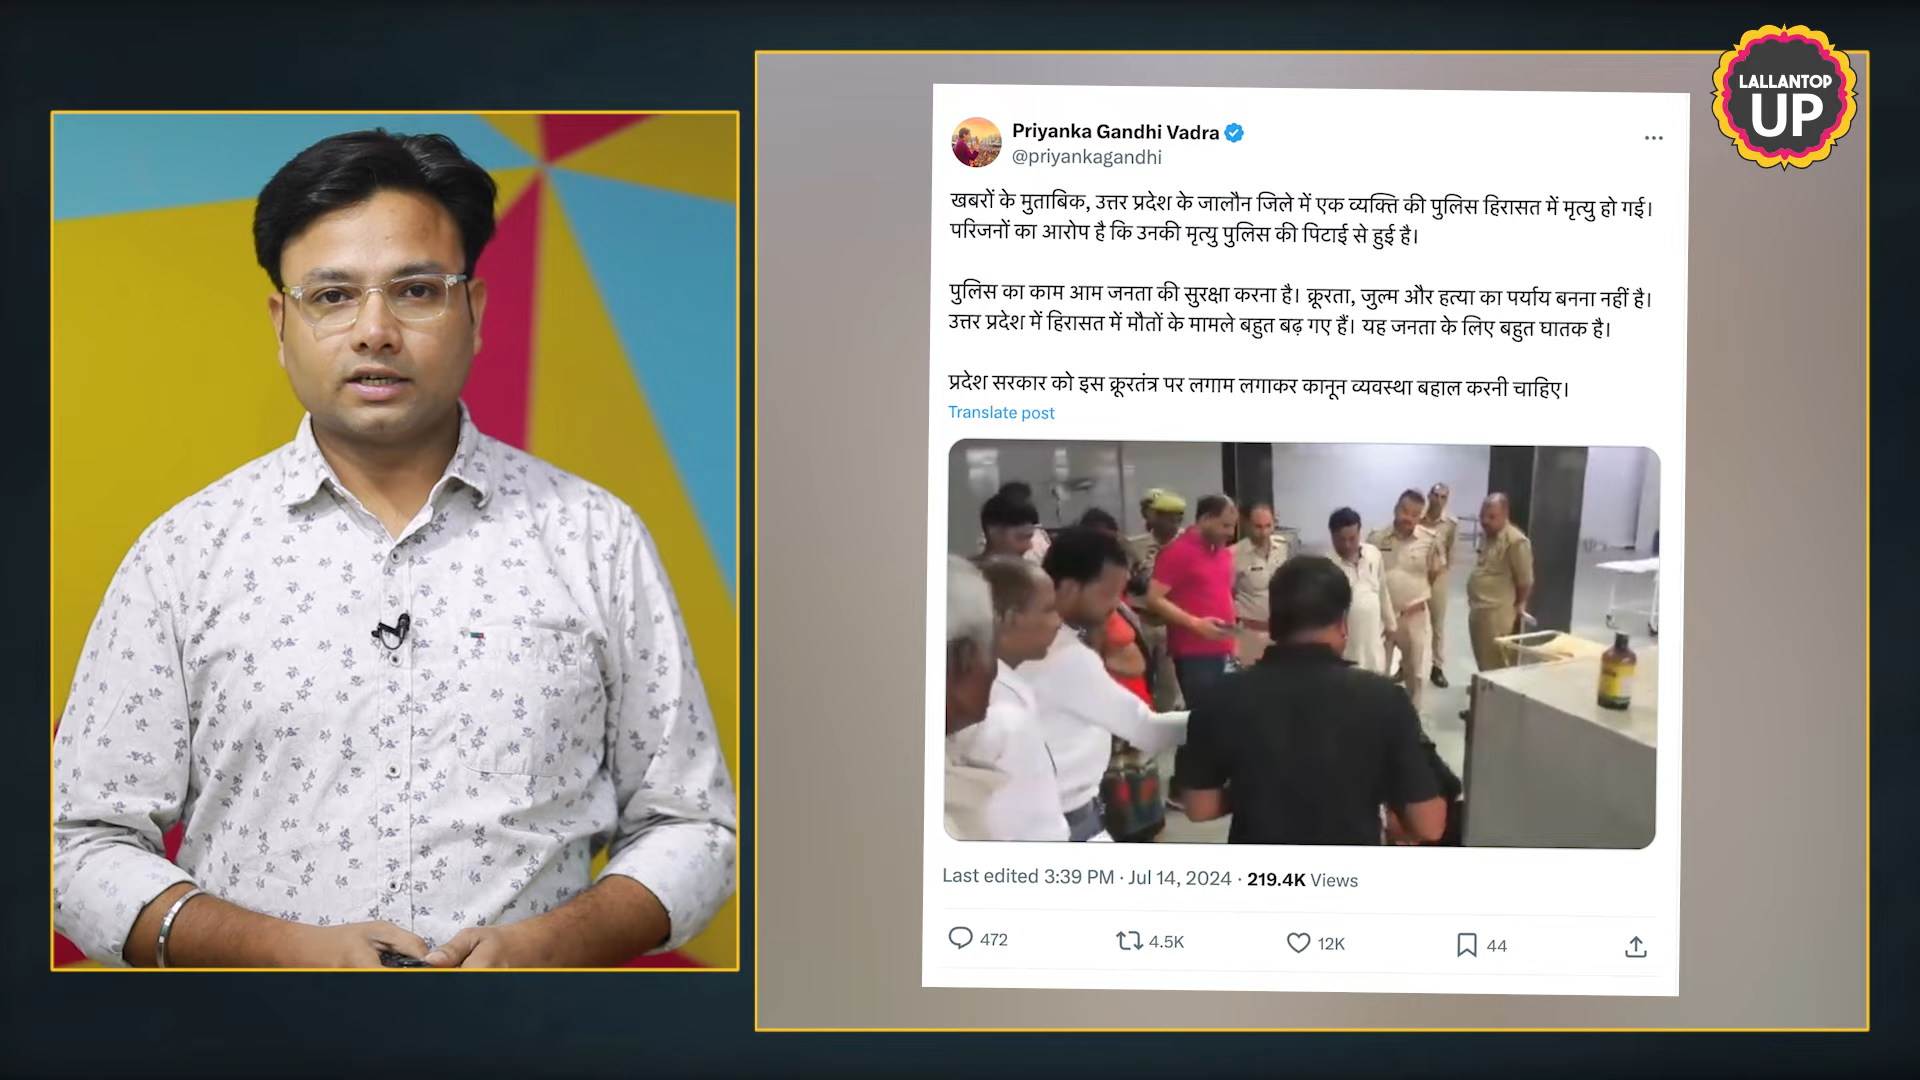 LALLANTOP
UP
Priyanka Gandhi Vadra
@priyankagandhi
खबरों के मुताबिक, उत्तर प्रदेश के जालौन जिले में एक व्यक्ति की पुलिस हिरासत में मृत्यु हो गई।
परिजनों का आरोप है कि उनकी मृत्यु पुलिस की पिटाई से हुई है।
पुलिस का काम आम जनता की सुरक्षा करना है। क्रूरता, जुल्म और हत्या का पर्याय बनना नहीं है।
उत्तर प्रदेश में हिरासत में मौतों के मामले बहुत बढ़ गए हैं। यह जनता के लिए बहुत घातक है।
प्रदेश सरकार को इस क्रूरतंत्र पर लगाम लगाकर कानून व्यवस्था बहाल करनी चाहिए।
Translate post
Last edited 3:39 PM · Jul 14, 2024 · 219.4K Views
472 4.5K 12K 44